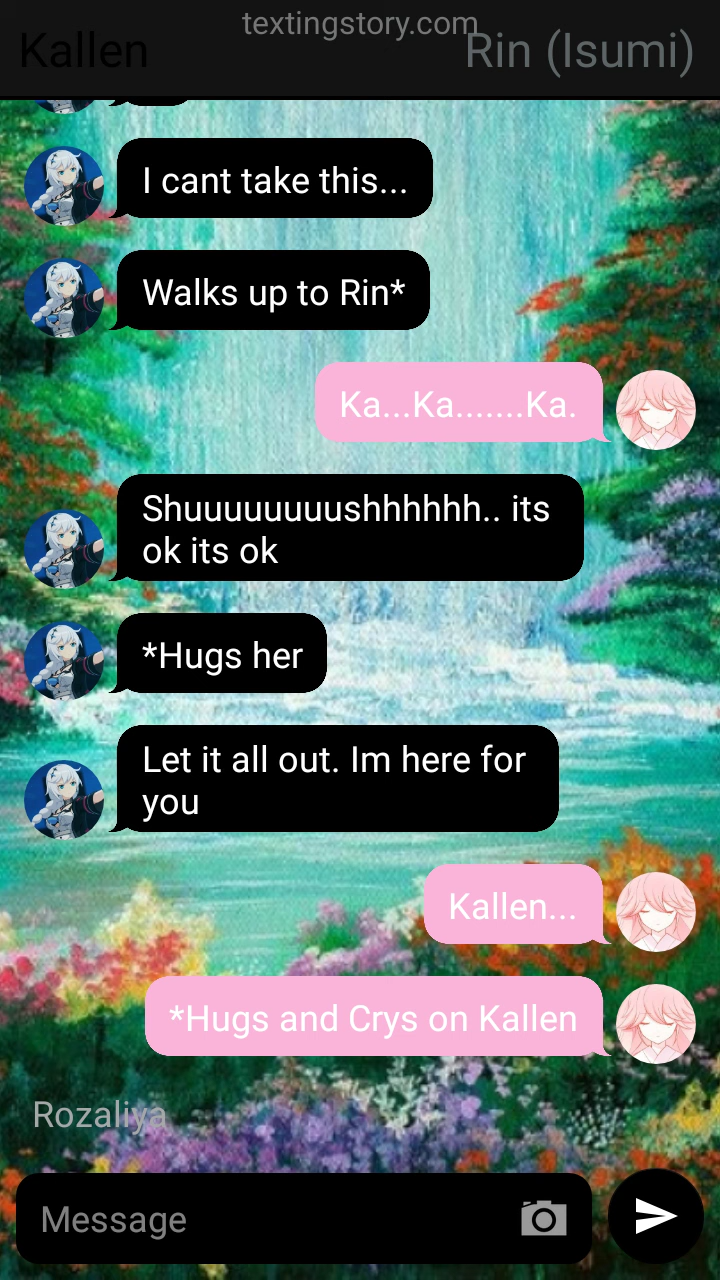 textingstory.com
Kallen
Rin (Isumi)
I cant take this...
Walks up to Rin*
Ka...Ka.......Ka.
Shuuuuuuuushhhhhh.. its
ok its ok
*Hugs her
Let it all out. Im here for
you
Kallen...
*Hugs and Crys on Kallen
Rozaliya
Message